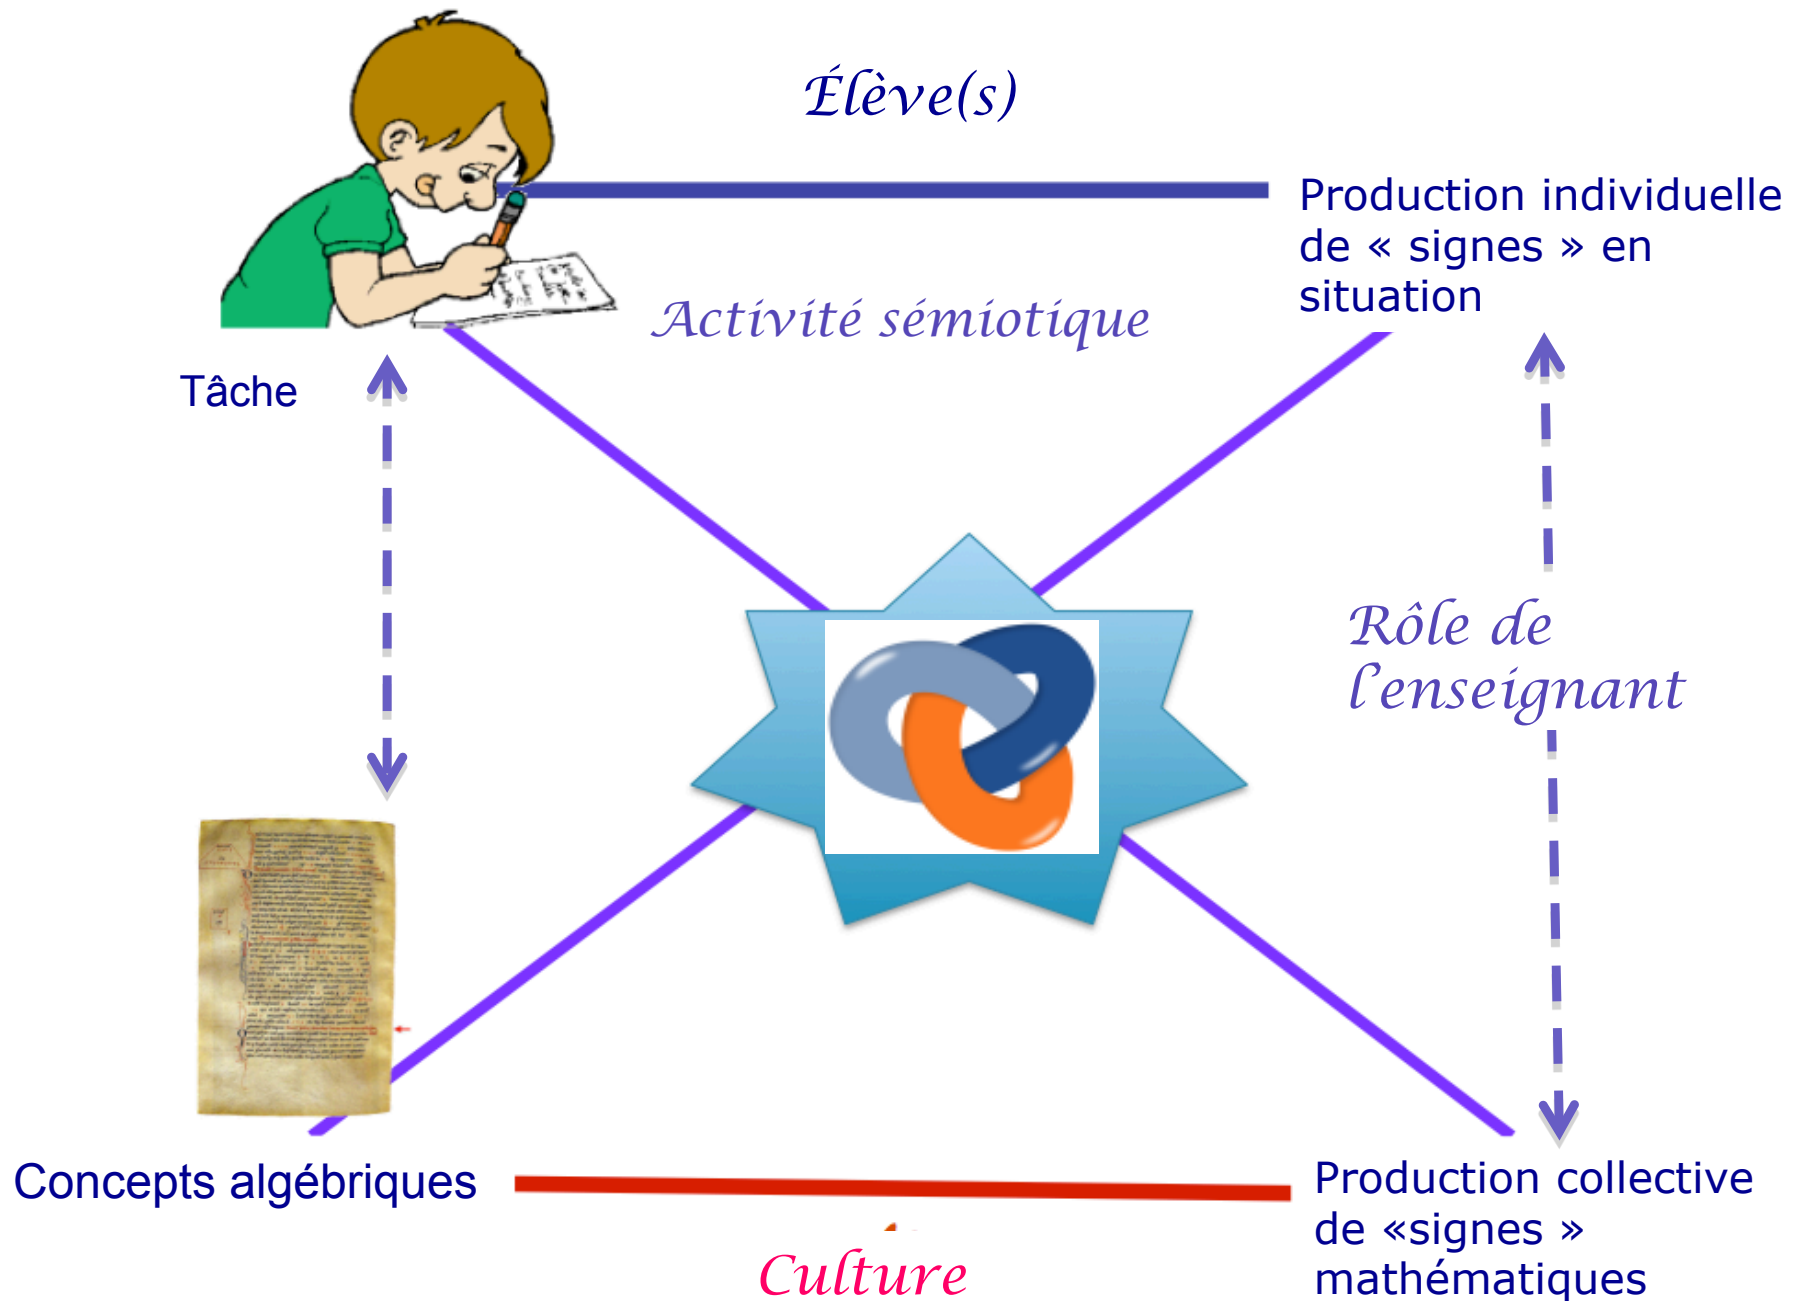 Élève(s)
Production individuelle
de « signes » en
situation
Activité sémiotique
Tâche
Rôle de
l'enseignant
Concepts algébriques
Production collective
de «signes »
mathématiques
Culture